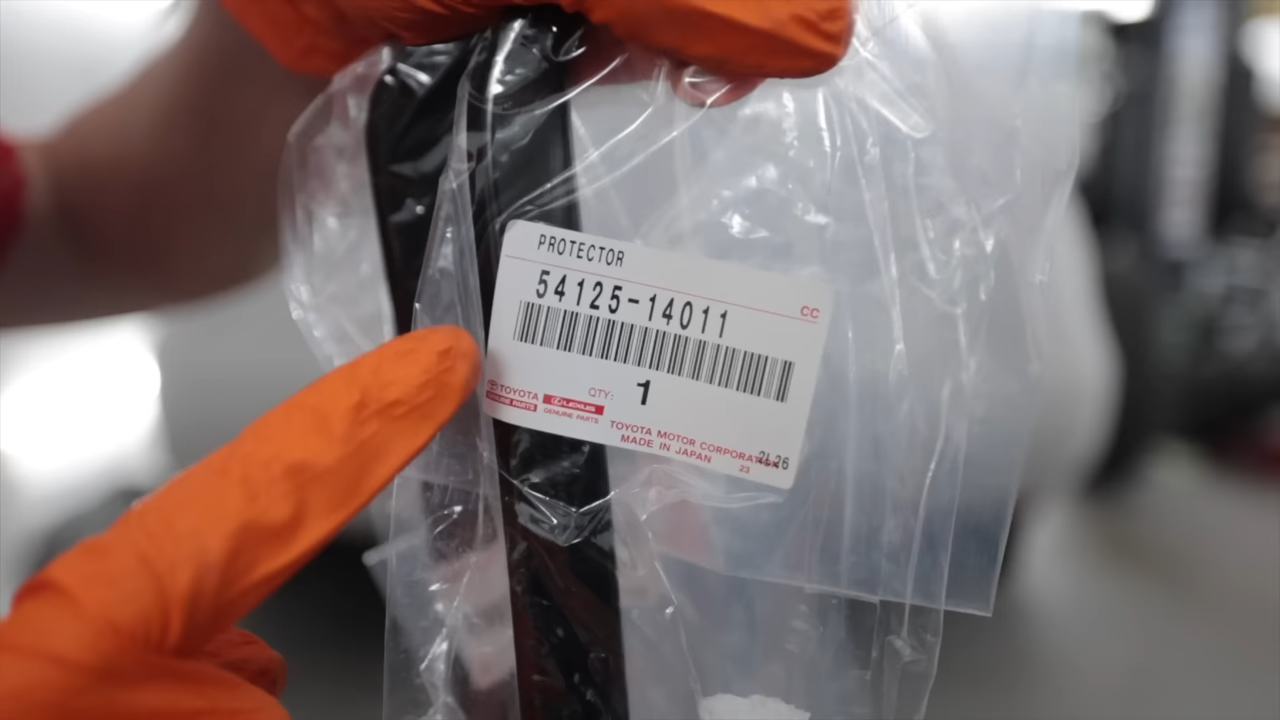 PROTECTOR
54125-14011
CC
QTY: 1
TOYOTA
GENUINE PARTS
LEXUS
GENUINE PARTS
TOYOTA MOTOR CORPORATION
MADE IN JAPAN
23
2L26